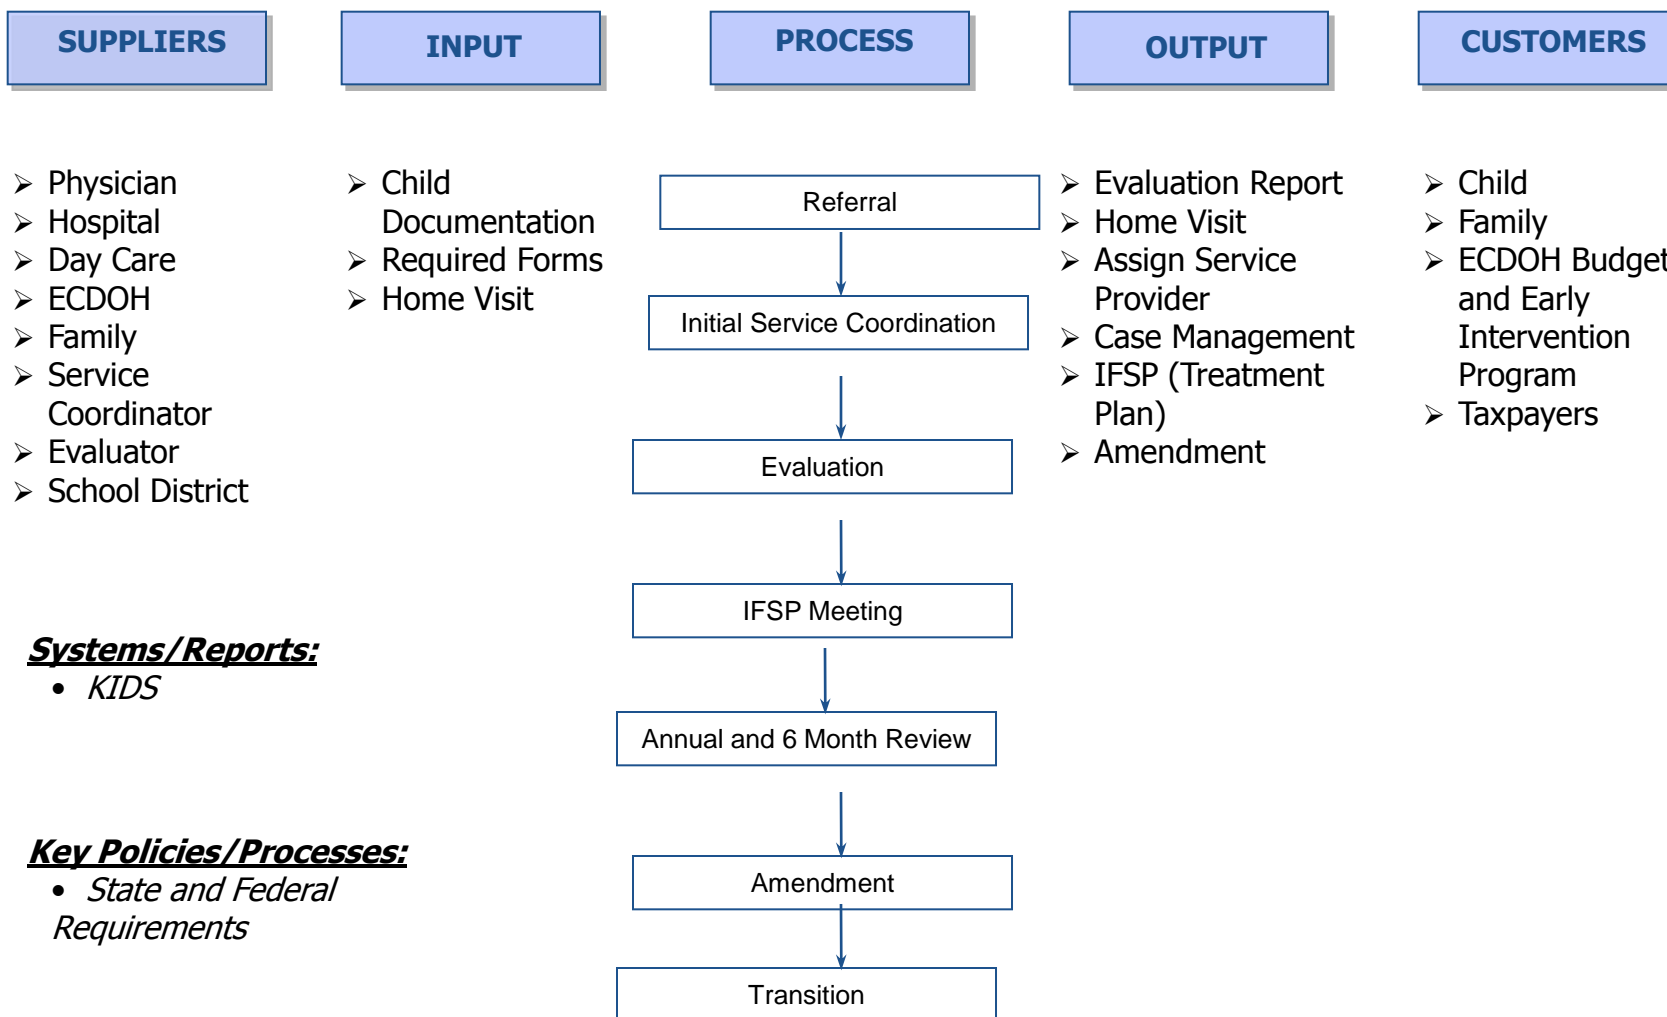 SUPPLIERS
INPUT
PROCESS
OUTPUT
CUSTOMERS
➢ Physician
➢ Hospital
➢ Day Care
➢ ECDOH
➢ Family
➢ Service
Coordinator
➢ Evaluator
➢ School District
➢ Child
Documentation
➢ Required Forms
➢ Home Visit
Referral
Initial Service Coordination
Evaluation
IFSP Meeting
Annual and 6 Month Review
Amendment
Transition
➢ Evaluation Report
➢ Home Visit
➢ Assign Service
Provider
➢ Case Management
➢ IFSP (Treatment
Plan)
➢ Amendment
➢ Child
➢ Family
➢ ECDOH Budget
and Early
Intervention
Program
➢ Taxpayers
Systems/Reports:
• KIDS
Key Policies/Processes:
• State and Federal
Requirements